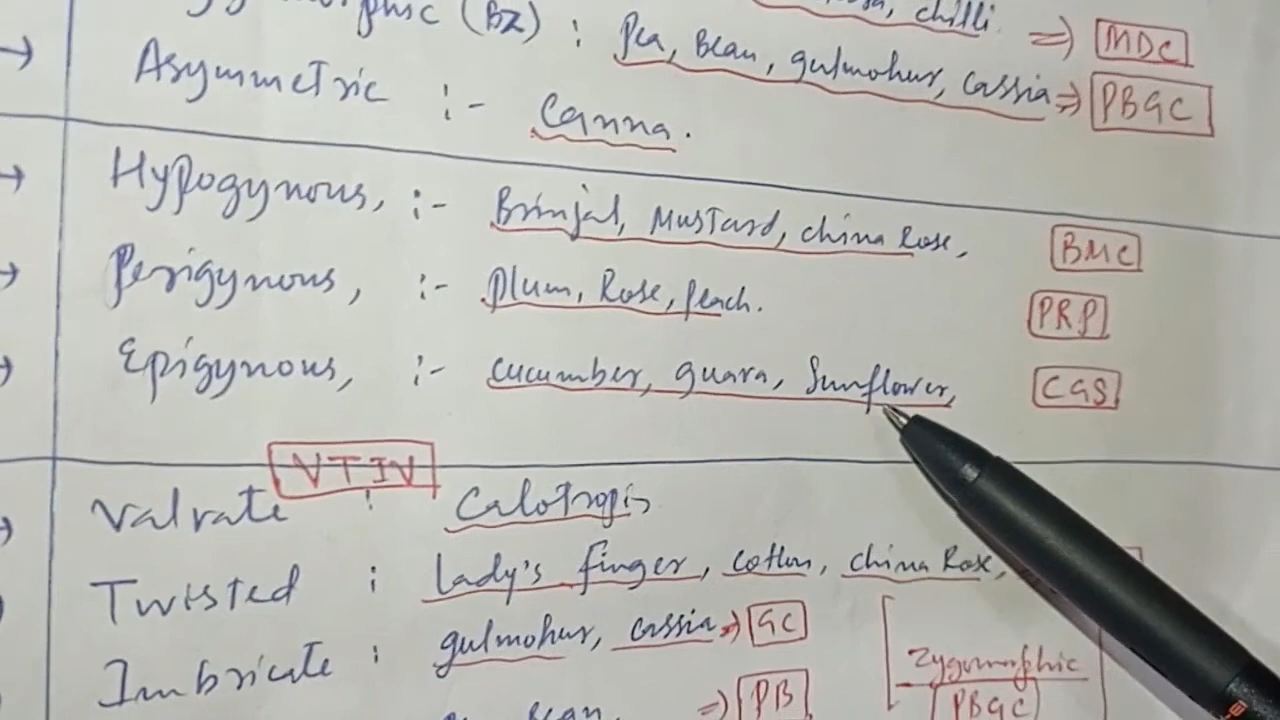 chilli. ⇒ MDC
(BZ) : Pea, Bean, gulmohur, cassia ⇒ PBGC
→ Asymmetric :- Canna.
→ Hypogynous, :- Brinjal, Mustard, china Rose, BMC
→ Perigynous, :- Plum, Rose, peach. PRP
→ Epigynous, :- cucumber, guava, Sunflower, CGS
VTIV
→ Valvate : Calotropis
Twisted : lady's finger, cotton, china Rose,
Imbricate : gulmohur, cassia ⇒ GC
Zygomorphic
PBGC
Bean, ⇒ PB